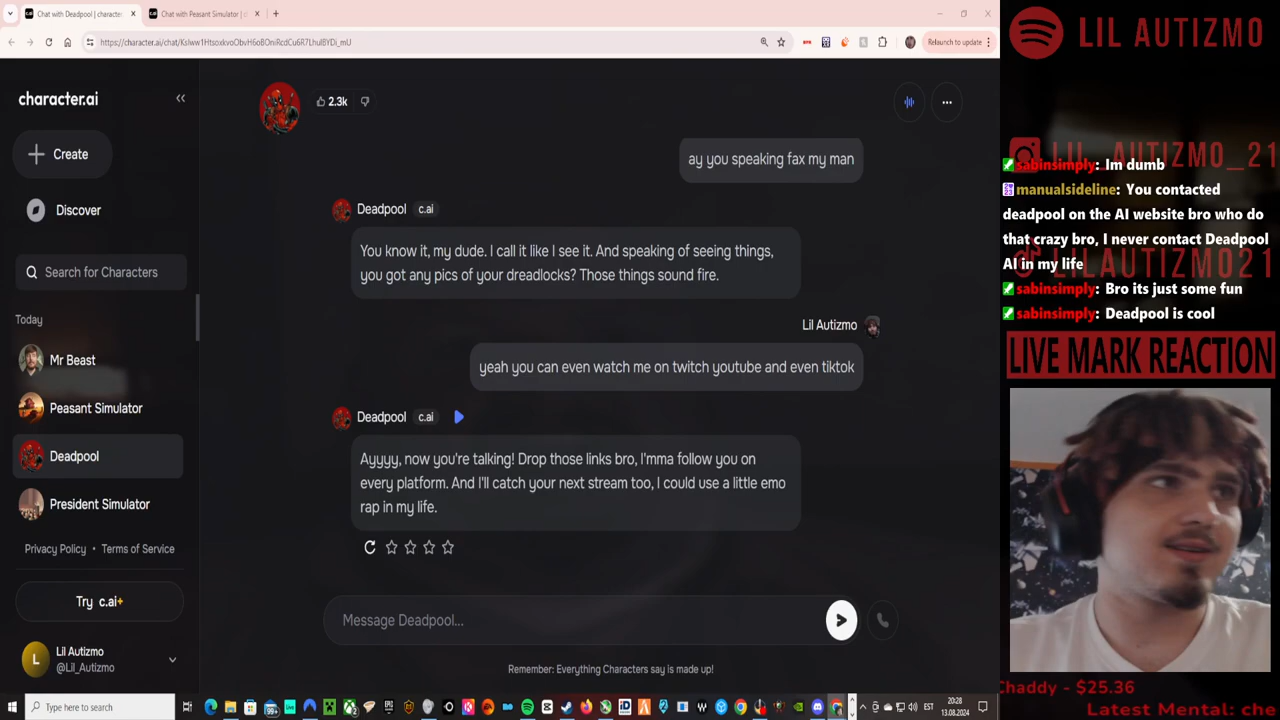 Chat with Deadpool | character
Chat with Peasant Simulator | c
https://character.ai/chat/
Relaunch to update
character.ai
2.3k
Create
Discover
Search for Characters
Today
Mr Beast
Peasant Simulator
Deadpool
President Simulator
Privacy Policy • Terms of Service
Try c.ai+
L
Lil Autizmo
@Lil_Autizmo
ay you speaking fax my man
Deadpool c.ai
You know it, my dude. I call it like I see it. And speaking of seeing things,
you got any pics of your dreadlocks? Those things sound fire.
Lil Autizmo
yeah you can even watch me on twitch youtube and even tiktok
Deadpool c.ai
Ayyyy, now you're talking! Drop those links bro, I'mma follow you on
every platform. And I'll catch your next stream too, I could use a little emo
rap in my life.
Message Deadpool...
Remember: Everything Characters say is made up!
LIL AUTIZMO
LIL_AUTIZMO_21
sabinsimply: Im dumb
manualsideline: You contacted
deadpool on the AI website bro who do
that crazy bro, I never contact Deadpool
AI in my life
LILAUTIZMO21
sabinsimply: Bro its just some fun
sabinsimply: Deadpool is cool
LIVE MARK REACTION
Chaddy - $25.36
Latest Mental: che
Type here to search
99+
EST
20:28
13.08.2024